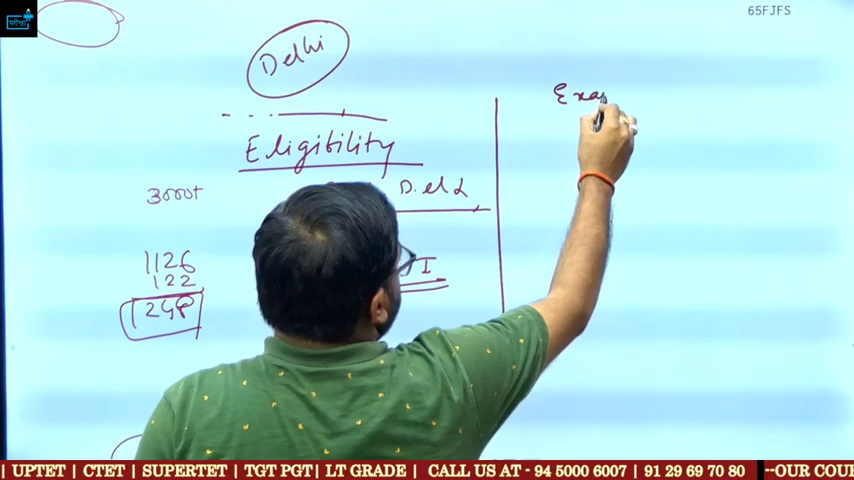 परीक्षा
65FJFS
Delhi
Eligibility
3000+
D.el.
I
1126
122
1248
Exa
| UPTET | CTET | SUPERTET | TGT PGT| LT GRADE | CALL US AT - 94 5000 6007 | 91 29 69 70 80 --OUR COU